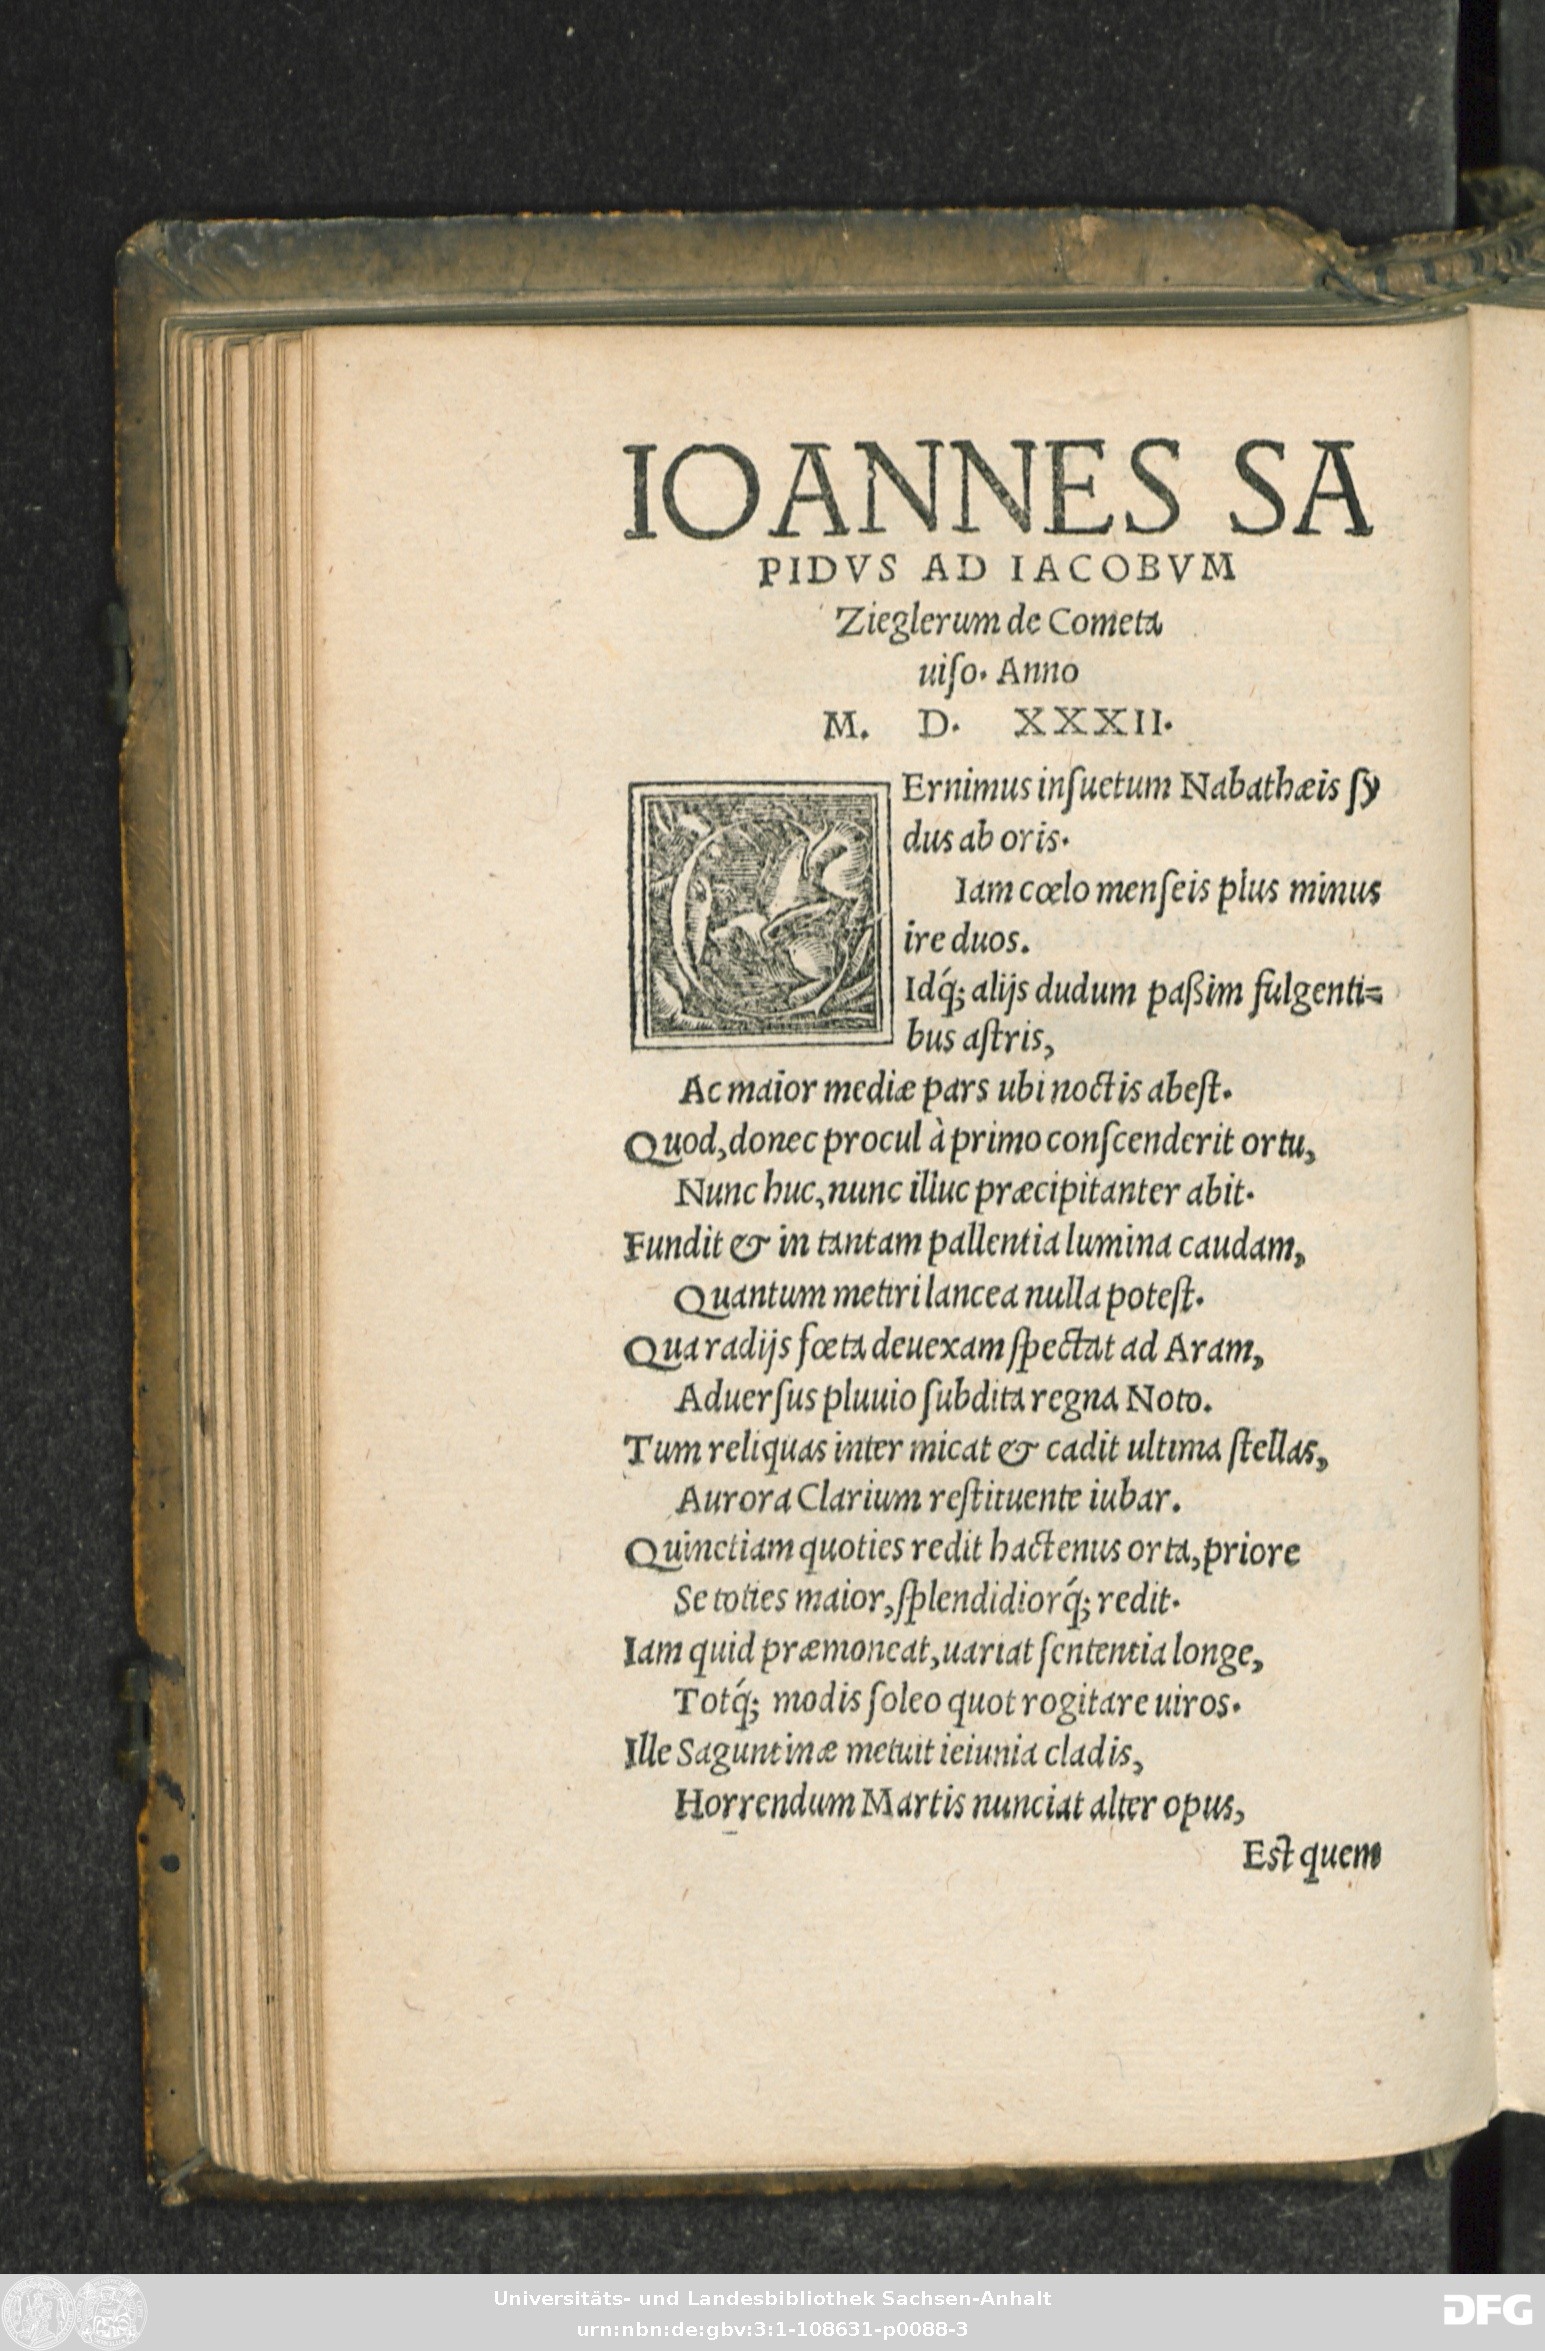 IOANNES SA
PIDVS AD IACOBVM
Zieglerum de Cometa
uiſo. Anno
M. D. XXXII.
CErnimus inſuetum Nabathæis ſy
dus ab oris.
Iam cœlo menſeis plus minus
ire duos.
Idq́; alijs dudum paßim fulgenti=
bus aſtris,
Ac maior mediæ pars ubi noctis abeſt.
Quod, donec procul à primo conſcenderit ortu,
Nunc huc, nunc illuc præcipitanter abit.
Fundit & in tantam pallentia lumina caudam,
Quantum metiri lancea nulla poteſt.
Qua radijs fœta deuexam ſpectat ad Aram,
Aduerſus pluuio ſubdita regna Noto.
Tum reliquas inter micat & cadit ultima ſtellas,
Aurora Clarium reſtituente iubar.
Quinetiam quoties redit hactenus orta, priore
Se toties maior, ſplendidiorq́; redit.
Iam quid præmoneat, uariat ſententia longe,
Totq́; modis ſoleo quot rogitare uiros.
Ille Saguntinæ metuit ieiunia cladis,
Horrendum Martis nunciat alter opus,
Eſt quem
Universitäts- und Landesbibliothek Sachsen-Anhalt
urn:nbn:de:gbv:3:1-108631-p0088-3
DFG